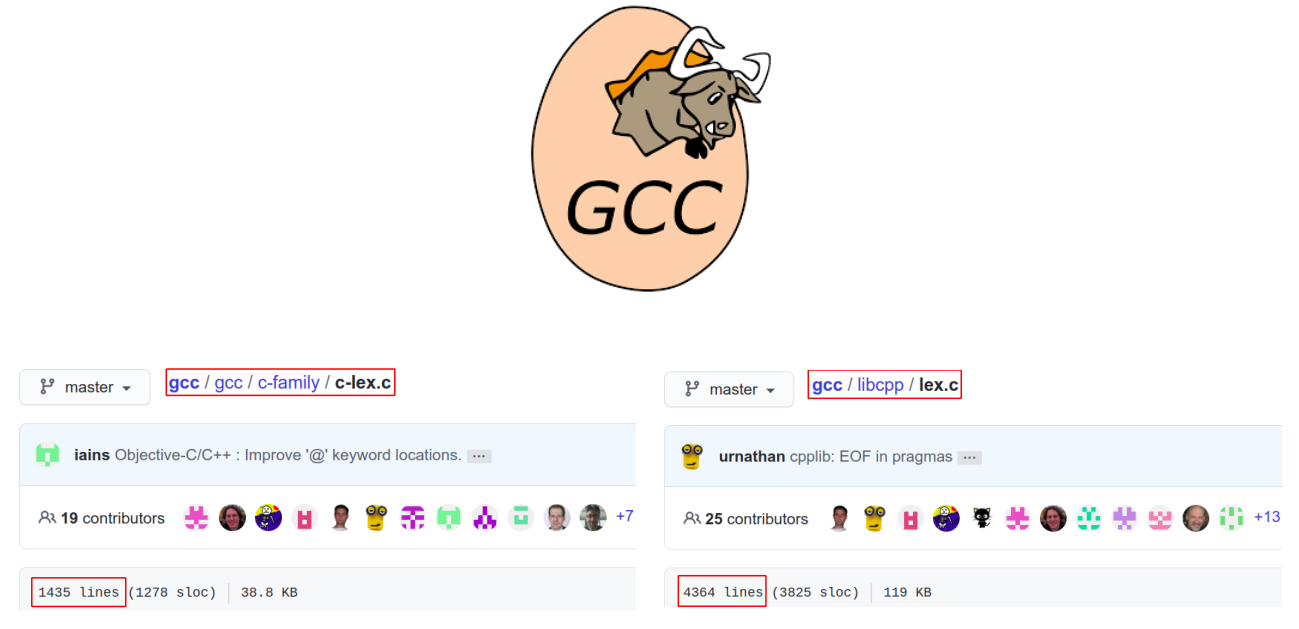 GCC
master
gcc / gcc / c-family / c-lex.c
iains Objective-C/C++ : Improve '@' keyword locations. ...
19 contributors
+7
1435 lines (1278 sloc) 38.8 KB
master
gcc / libcpp / lex.c
urnathan cpplib: EOF in pragmas ...
25 contributors
+13
4364 lines (3825 sloc) 119 KB